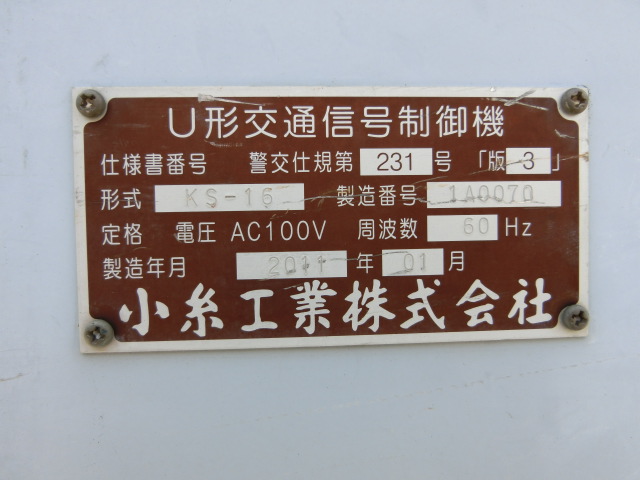 U形交通信号制御機
仕様書番号 警交仕規第 231 号 「版 3」
形式 KS-16 製造番号 1A0070
定格 電圧 AC100V 周波数 60 Hz
製造年月 2011 年 01 月
小糸工業株式会社